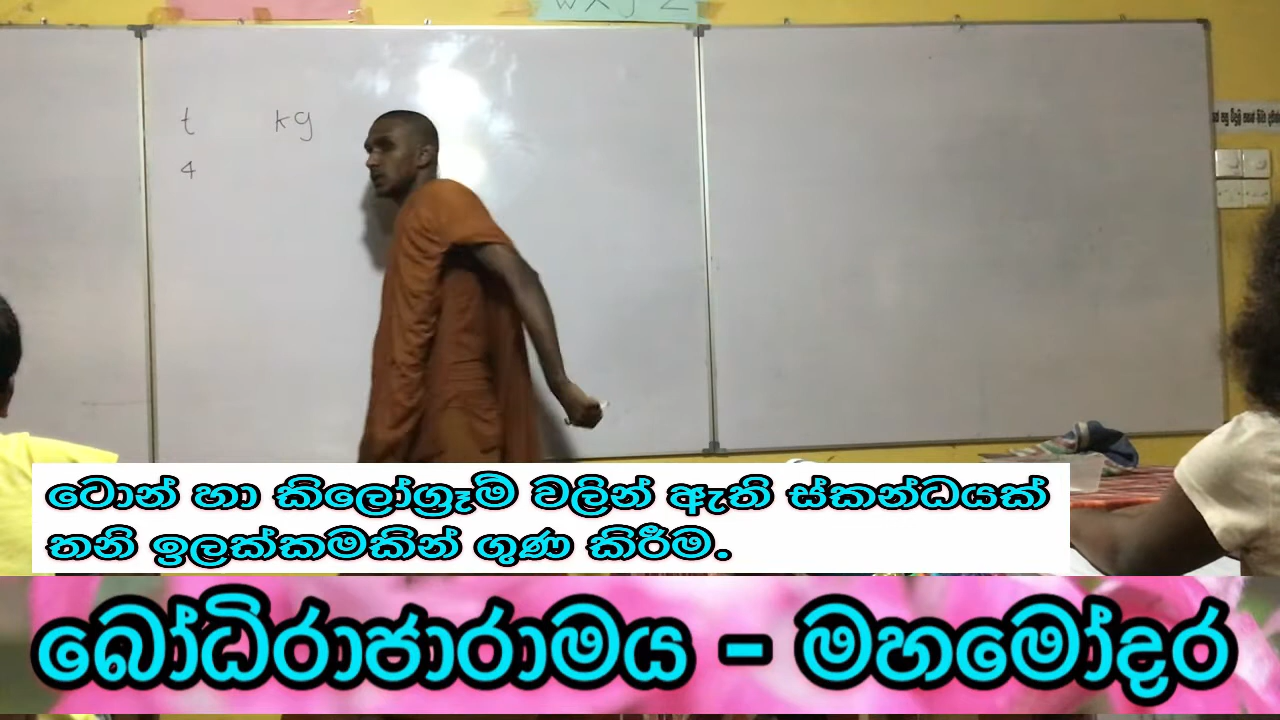 W X Y Z
t kg
4
ටොන් හා කිලෝග්‍රෑම් වලින් ඇති ස්කන්ධයක්
තනි ඉලක්කමකින් ගුණ කිරීම.
බෝධිරාජාරාමය - මහමෝදර